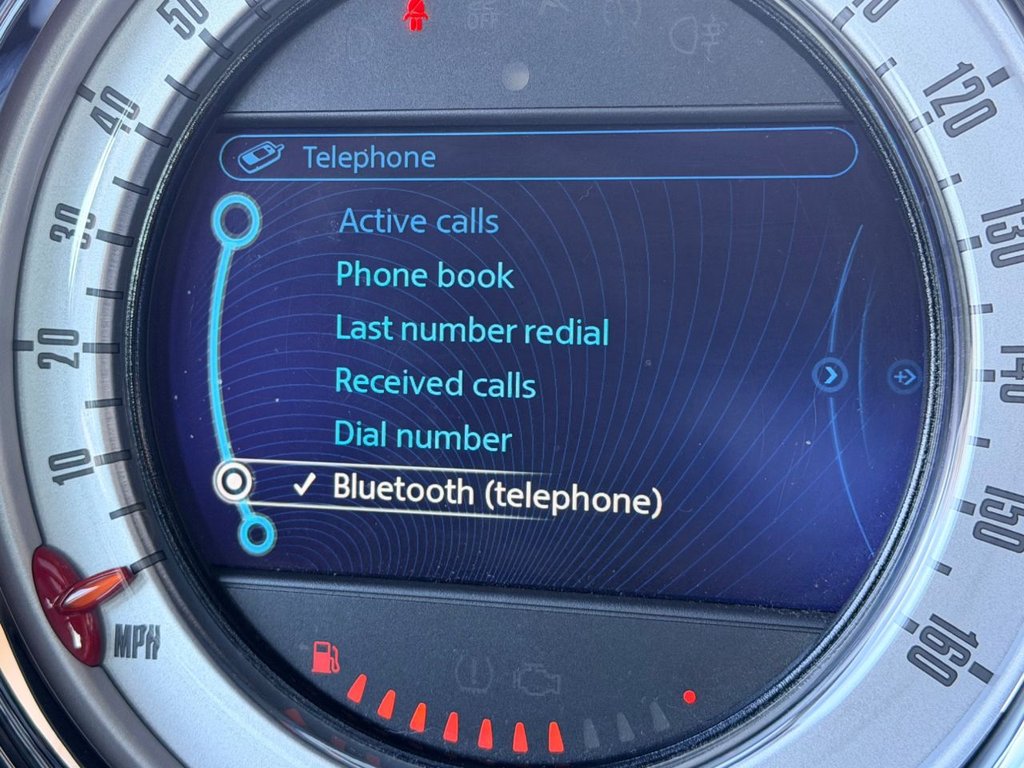 50
40
30
20
10
MPH
OFF
Telephone
Active calls
Phone book
Last number redial
Received calls
Dial number
✓ Bluetooth (telephone)
120
130
140
150
160